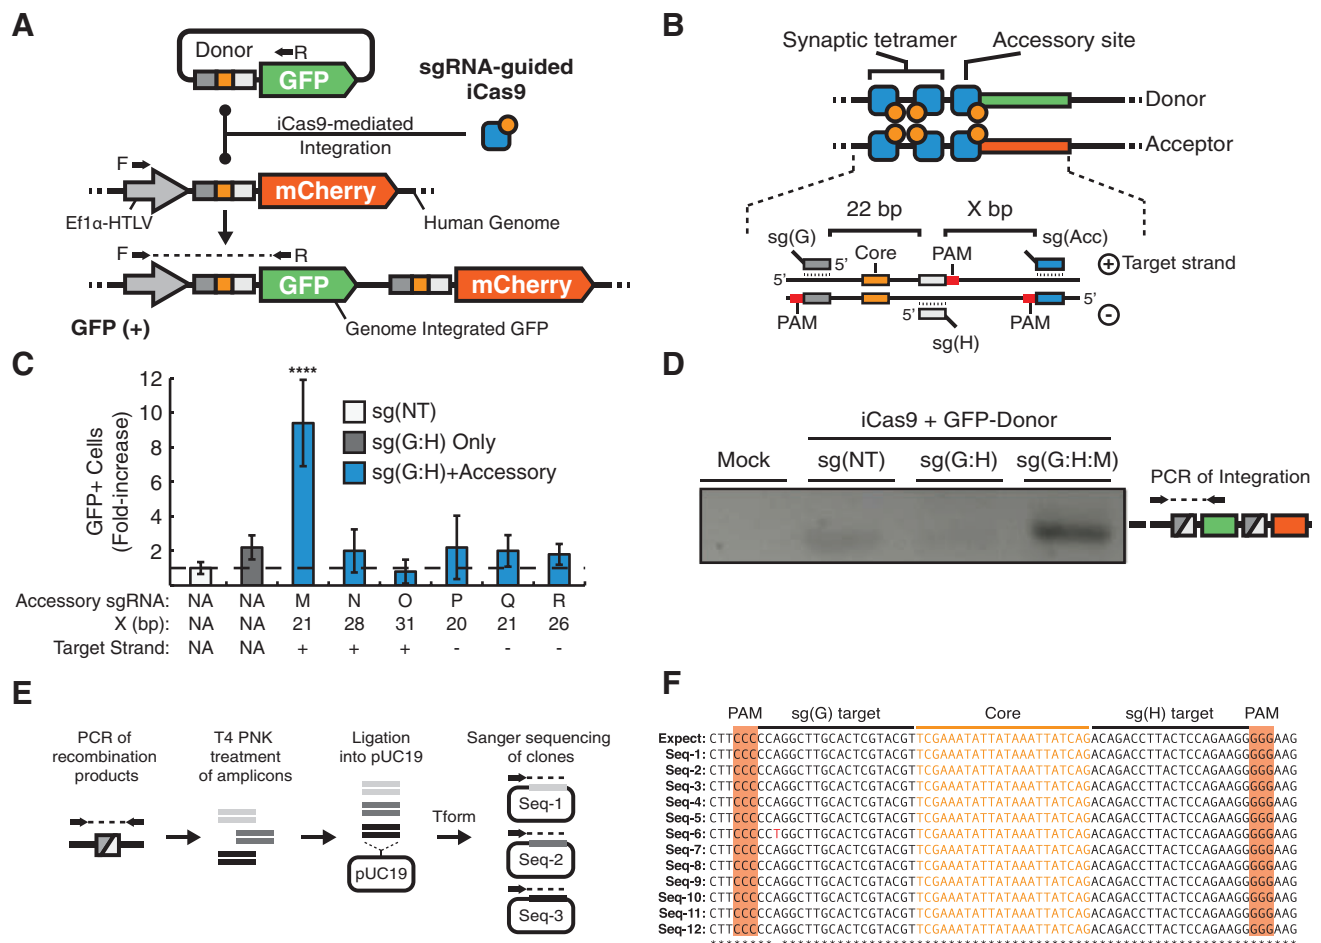 A
Donor
R
GFP
sgRNA-guided
iCas9
iCas9-mediated
Integration
F
mCherry
Ef1α-HTLV
Human Genome
F
R
GFP
mCherry
GFP (+)
Genome Integrated GFP
B
Synaptic tetramer
Accessory site
Donor
Acceptor
22 bp
X bp
sg(G)
5'
Core
PAM
sg(Acc)
5'
+
Target strand
5'
PAM
5'
PAM
-
sg(H)
C
GFP+ Cells
(Fold-increase)
12
10
8
6
4
2
****
sg(NT)
sg(G:H) Only
sg(G:H)+Accessory
Accessory sgRNA: NA NA M N O P Q R
X (bp): NA NA 21 28 31 20 21 26
Target Strand: NA NA + + + - - -
D
iCas9 + GFP-Donor
Mock
sg(NT)
sg(G:H)
sg(G:H:M)
PCR of Integration
E
PCR of
recombination
products
T4 PNK
treatment
of amplicons
Ligation
into pUC19
pUC19
Tform
Sanger sequencing
of clones
Seq-1
Seq-2
Seq-3
F
PAM sg(G) target Core sg(H) target PAM
Expect: CTTCCCCCAGGCTTGCACTCGTACGTTCGAAATATTATAAATTATCAGACAGACCTTACTCCAGAAGGGGGAAG
Seq-1: CTTCCCCCAGGCTTGCACTCGTACGTTCGAAATATTATAAATTATCAGACAGACCTTACTCCAGAAGGGGGAAG
Seq-2: CTTCCCCCAGGCTTGCACTCGTACGTTCGAAATATTATAAATTATCAGACAGACCTTACTCCAGAAGGGGGAAG
Seq-3: CTTCCCCCAGGCTTGCACTCGTACGTTCGAAATATTATAAATTATCAGACAGACCTTACTCCAGAAGGGGGAAG
Seq-4: CTTCCCCCAGGCTTGCACTCGTACGTTCGAAATATTATAAATTATCAGACAGACCTTACTCCAGAAGGGGGAAG
Seq-5: CTTCCCCCAGGCTTGCACTCGTACGTTCGAAATATTATAAATTATCAGACAGACCTTACTCCAGAAGGGGGAAG
Seq-6: CTTCCCCCTGGCTTGCACTCGTACGTTCGAAATATTATAAATTATCAGACAGACCTTACTCCAGAAGGGGGAAG
Seq-7: CTTCCCCCAGGCTTGCACTCGTACGTTCGAAATATTATAAATTATCAGACAGACCTTACTCCAGAAGGGGGAAG
Seq-8: CTTCCCCCAGGCTTGCACTCGTACGTTCGAAATATTATAAATTATCAGACAGACCTTACTCCAGAAGGGGGAAG
Seq-9: CTTCCCCCAGGCTTGCACTCGTACGTTCGAAATATTATAAATTATCAGACAGACCTTACTCCAGAAGGGGGAAG
Seq-10: CTTCCCCCAGGCTTGCACTCGTACGTTCGAAATATTATAAATTATCAGACAGACCTTACTCCAGAAGGGGGAAG
Seq-11: CTTCCCCCAGGCTTGCACTCGTACGTTCGAAATATTATAAATTATCAGACAGACCTTACTCCAGAAGGGGGAAG
Seq-12: CTTCCCCCAGGCTTGCACTCGTACGTTCGAAATATTATAAATTATCAGACAGACCTTACTCCAGAAGGGGGAAG
******** *****************************************************************